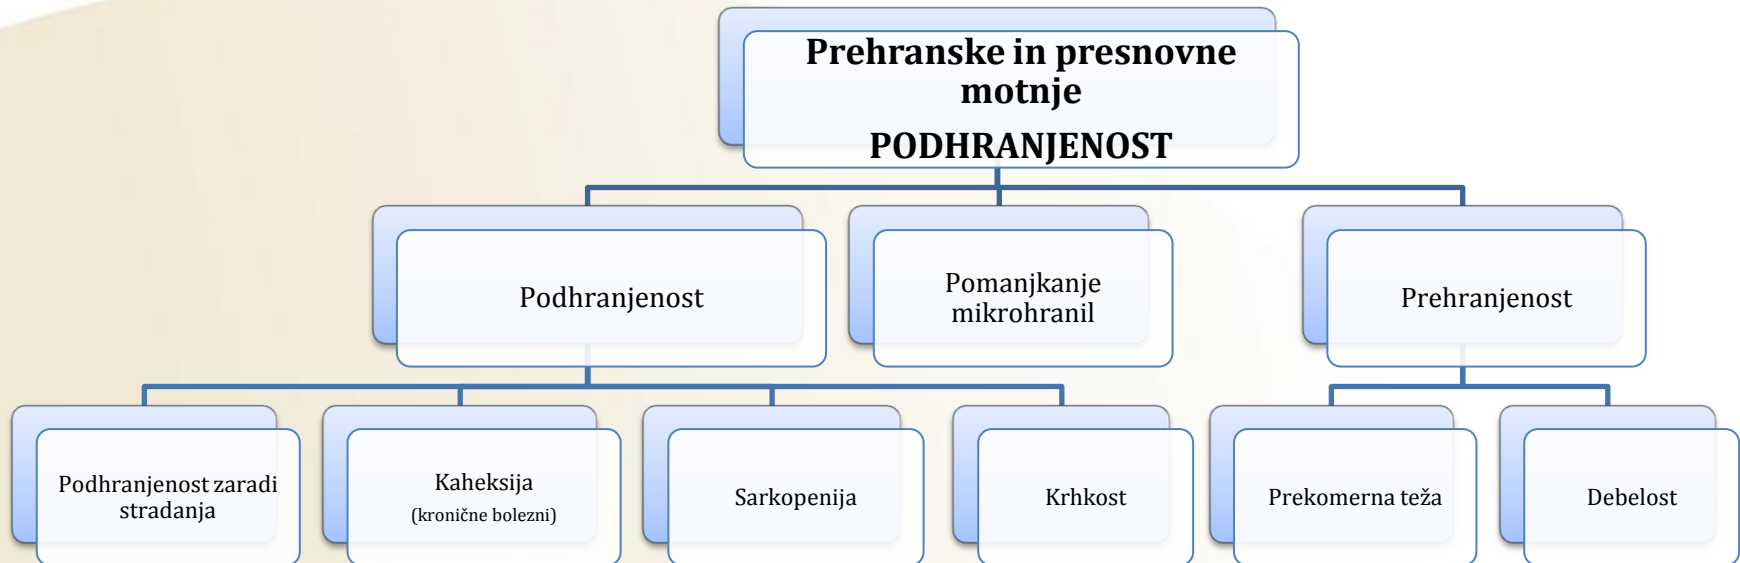 Prehranske in presnovne
motnje
PODHRANJENOST
Podhranjenost
Pomanjkanje
mikrohranil
Prehranjenost
Podhranjenost zaradi
stradanja
Kaheksija
(kronične bolezni)
Sarkopenija
Krhkost
Prekomerna teža
Debelost